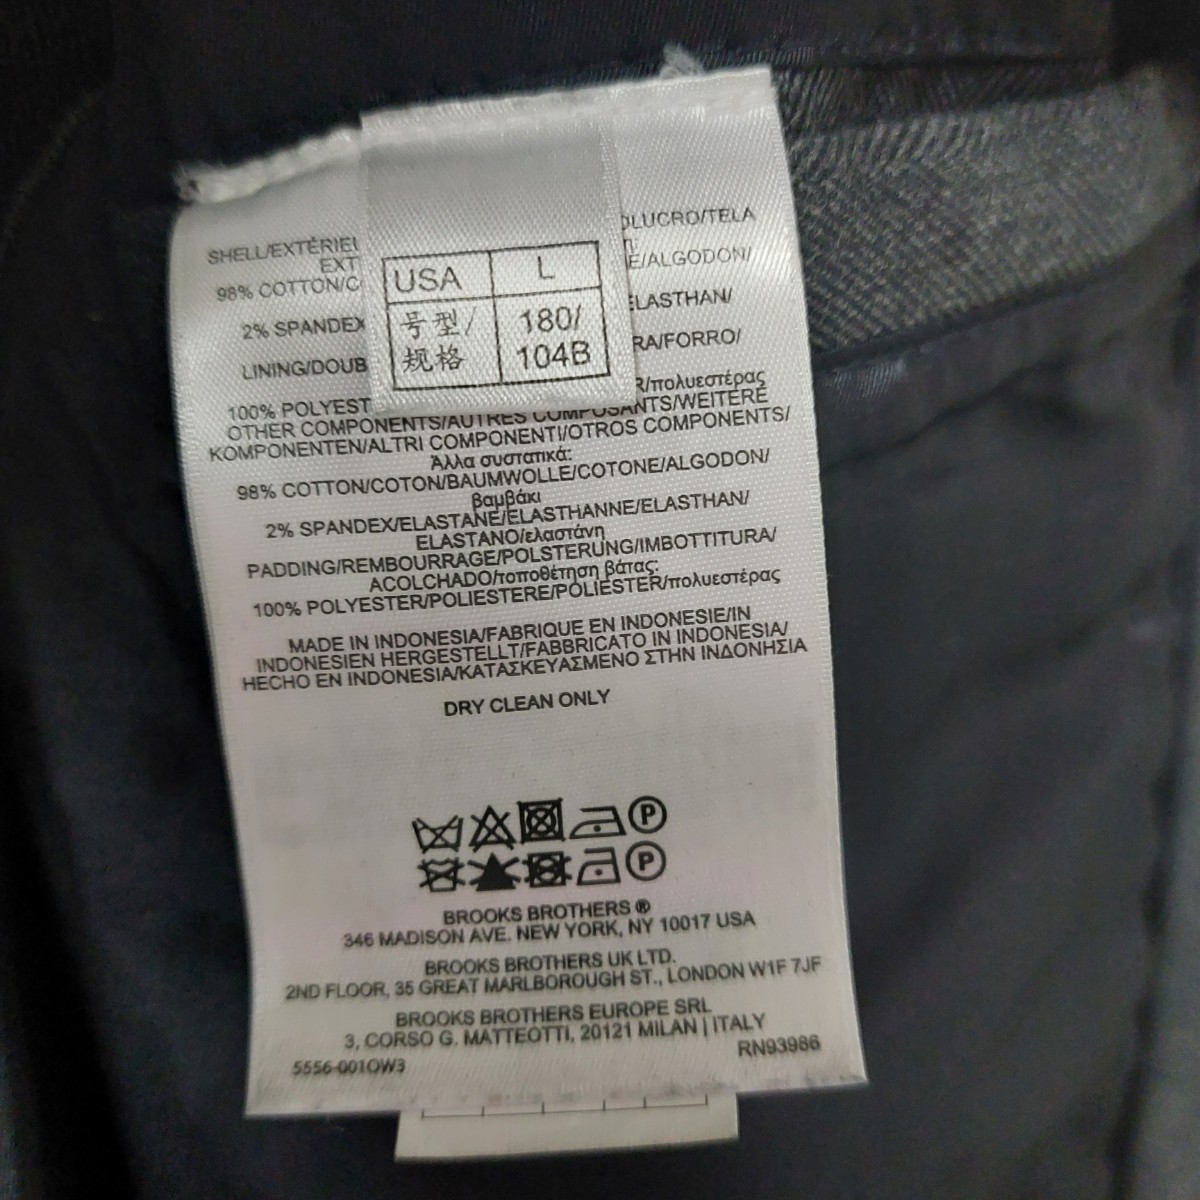 SHELL/EXTÉRIEU
OLUCRO/TELA
EXT
98% COTTON/C
E/ALGODON/
2% SPANDEX
ELASTHAN/
LINING/DOUB
RA/FORRO/
100% POLYEST
R/πολυεστέρας
USA L
号型/ 180/
规格 104B
OTHER COMPONENTS/AUTRES COMPOSANTS/WEITERE
KOMPONENTEN/ALTRI COMPONENTI/OTROS COMPONENTS/
Άλλα συστατικά:
98% COTTON/COTON/BAUMWOLLE/COTONE/ALGODON/
βαμβάκι
2% SPANDEX/ELASTANE/ELASTHANNE/ELASTHAN/
ELASTANO/ελαστάνη
PADDING/REMBOURRAGE/POLSTERUNG/IMBOTTITURA/
ACOLCHADO/τοποθέτηση βάτας:
100% POLYESTER/POLIESTERE/POLIÉSTER/πολυεστέρας
MADE IN INDONESIA/FABRIQUE EN INDONESIE/IN
INDONESIEN HERGESTELLT/FABBRICATO IN INDONESIA/
HECHO EN INDONESIA/ΚΑΤΑΣΚΕΥΑΣΜΕΝΟ ΣΤΗΝ ΙΝΔΟΝΗΣΙΑ
DRY CLEAN ONLY
P
P
BROOKS BROTHERS ®
346 MADISON AVE. NEW YORK, NY 10017 USA
BROOKS BROTHERS UK LTD.
2ND FLOOR, 35 GREAT MARLBOROUGH ST., LONDON W1F 7JF
BROOKS BROTHERS EUROPE SRL
3, CORSO G. MATTEOTTI, 20121 MILAN | ITALY
5556-001OW3 RN93986